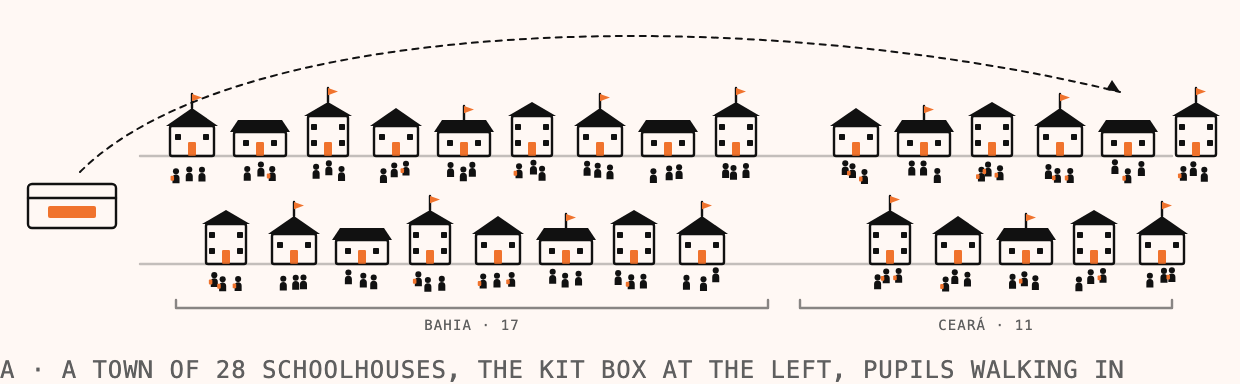 BAHIA · 17
CEARÁ · 11
A · A TOWN OF 28 SCHOOLHOUSES, THE KIT BOX AT THE LEFT, PUPILS WALKING IN